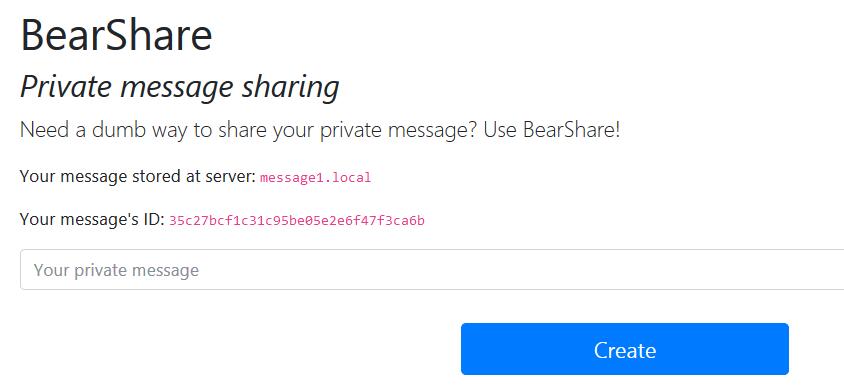 BearShare
Private message sharing
Need a dumb way to share your private message? Use BearShare!
Your message stored at server: message1.local
Your message's ID: 35c27bcf1c31c95be05e2e6f47f3ca6b
Your private message
Create